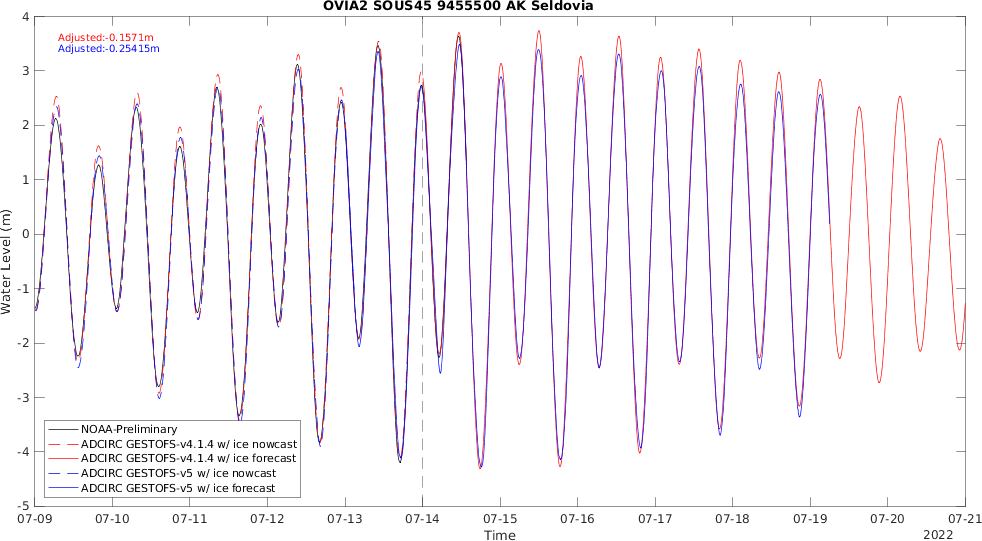 OVIA2 SOUS45 9455500 AK Seldovia
Adjusted:-0.1571m
Adjusted:-0.25415m
4
3
2
1
0
-1
-2
-3
-4
-5
Water Level (m)
NOAA-Preliminary
ADCIRC GESTOFS-v4.1.4 w/ ice nowcast
ADCIRC GESTOFS-v4.1.4 w/ ice forecast
ADCIRC GESTOFS-v5 w/ ice nowcast
ADCIRC GESTOFS-v5 w/ ice forecast
07-09 07-10 07-11 07-12 07-13 07-14 07-15 07-16 07-17 07-18 07-19 07-20 07-21
Time
2022